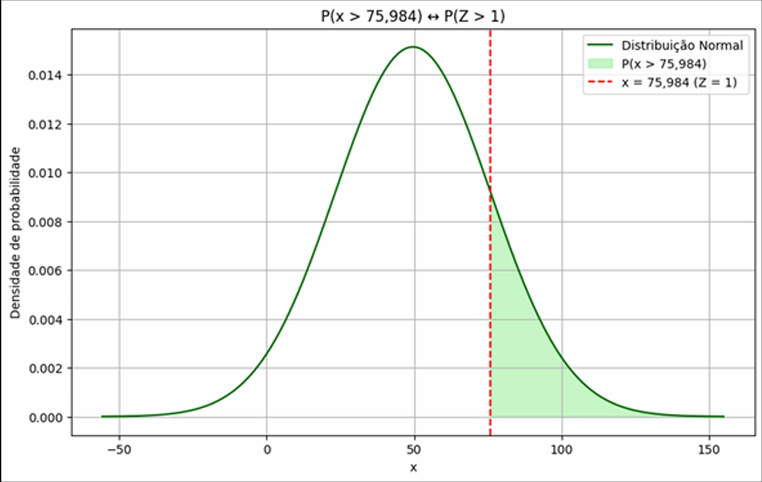 P(x > 75,984) ↔ P(Z > 1)
Distribuição Normal
P(x > 75,984)
x = 75,984 (Z = 1)
Densidade de probabilidade
0.014
0.012
0.010
0.008
0.006
0.004
0.002
0.000
−50
0
50
100
150
x